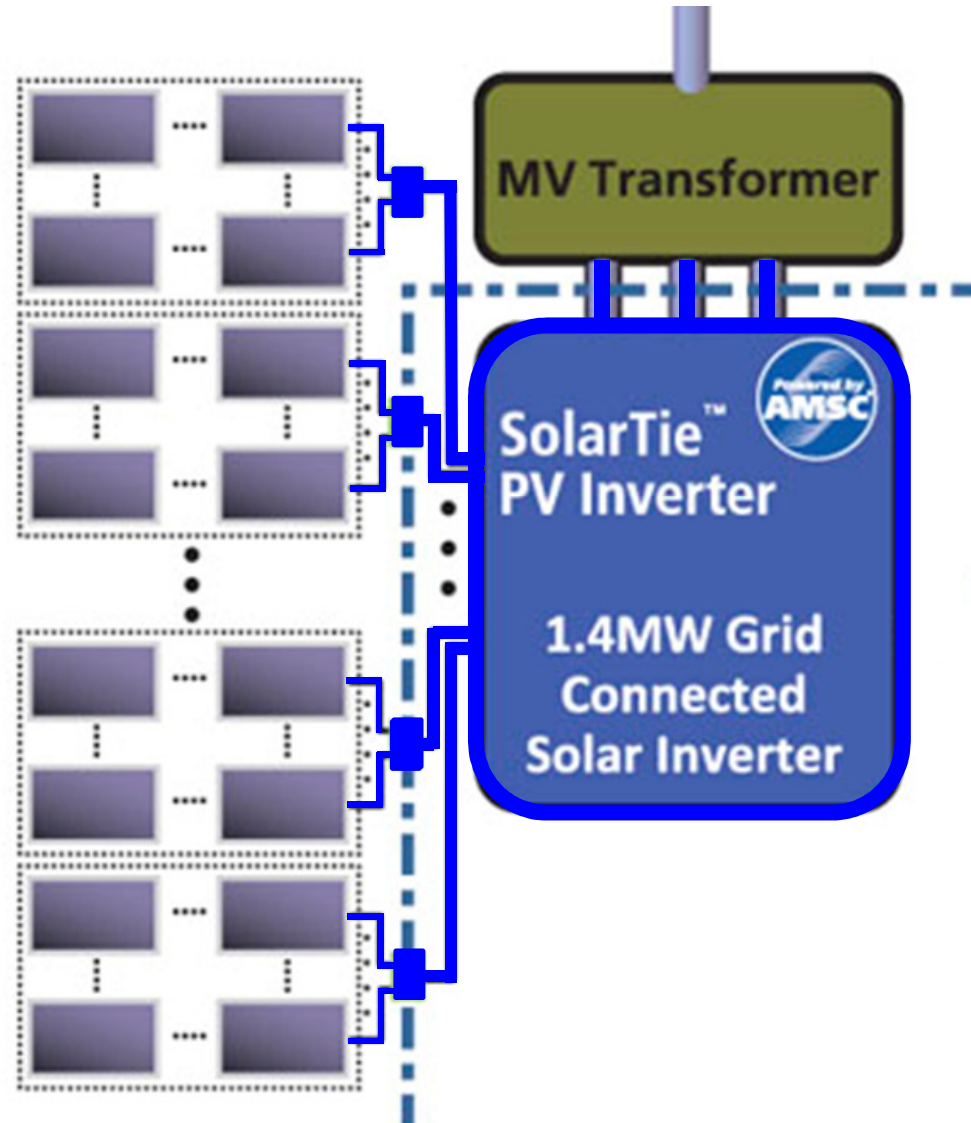 MV Transformer
Powered by
AMSC
SolarTie™
PV Inverter
1.4MW Grid
Connected
Solar Inverter